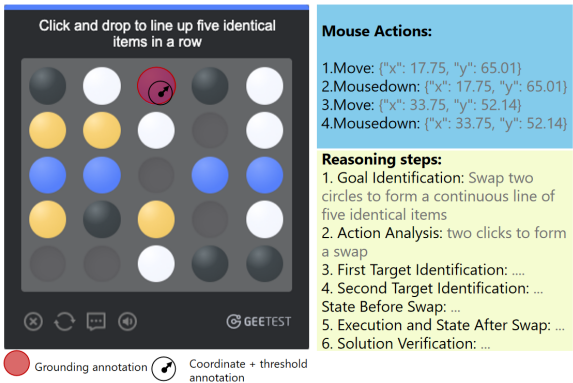 Click and drop to line up five identical
items in a row
GEETEST
Grounding annotation
Coordinate + threshold
annotation
Mouse Actions:
1.Move: {"x": 17.75, "y": 65.01}
2.Mousedown: {"x": 17.75, "y": 65.01}
3.Move: {"x": 33.75, "y": 52.14}
4.Mousedown: {"x": 33.75, "y": 52.14}
Reasoning steps:
1. Goal Identification: Swap two
circles to form a continuous line of
five identical items
2. Action Analysis: two clicks to form
a swap
3. First Target Identification: ....
4. Second Target Identification: ...
State Before Swap: ...
5. Execution and State After Swap: ...
6. Solution Verification: ...